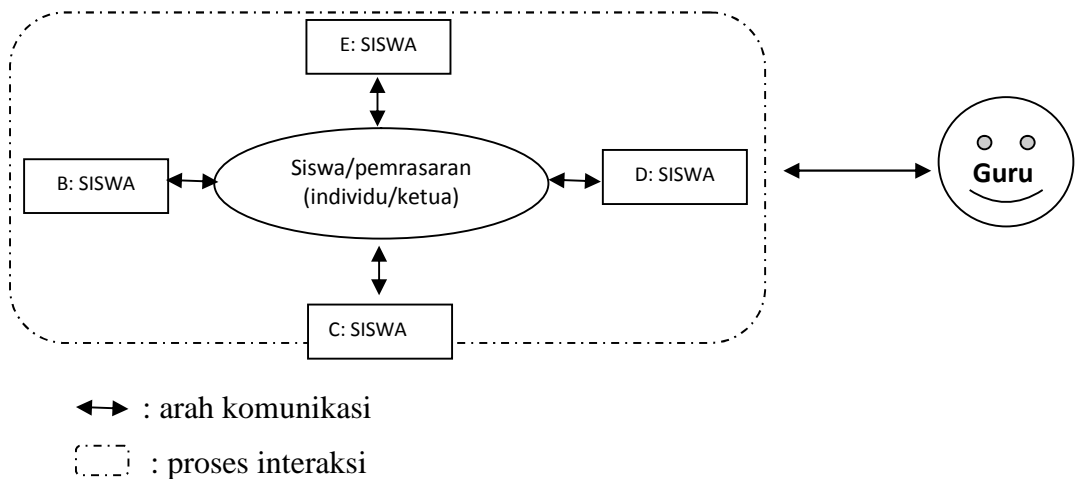 E: SISWA
Siswa/pemrasaran
(individu/ketua)
B: SISWA
D: SISWA
Guru
C: SISWA
: arah komunikasi
: proses interaksi